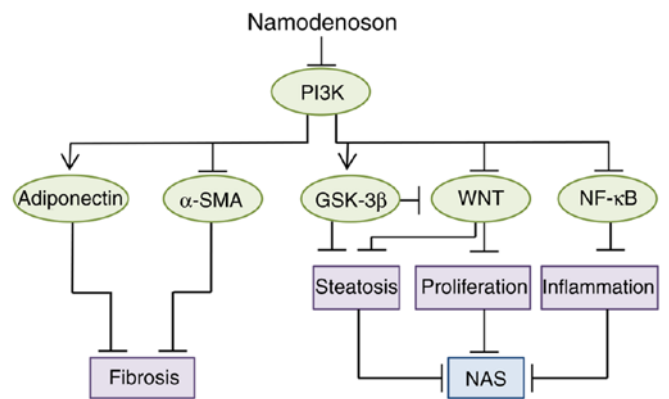 Namodenoson
PI3K
Adiponectin
α-SMA
GSK-3β
WNT
NF-κB
Steatosis
Proliferation
Inflammation
Fibrosis
NAS